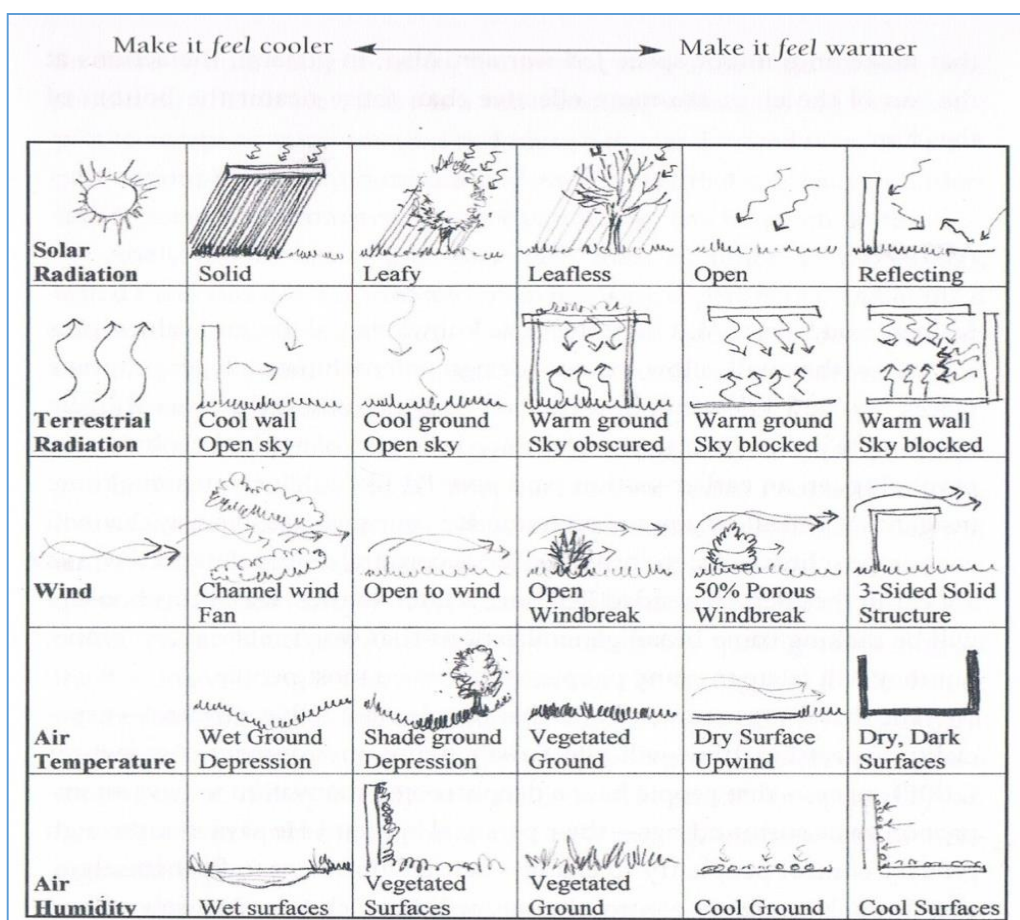 Make it feel cooler Make it feel warmer
Solar
Radiation
Solid
Leafy
Leafless
Open
Reflecting
Terrestrial
Radiation
Cool wall
Open sky
Cool ground
Open sky
Warm ground
Sky obscured
Warm ground
Sky blocked
Warm wall
Sky blocked
Wind
Channel wind
Fan
Open to wind
Open
Windbreak
50% Porous
Windbreak
3-Sided Solid
Structure
Air
Temperature
Wet Ground
Depression
Shade ground
Depression
Vegetated
Ground
Dry Surface
Upwind
Dry, Dark
Surfaces
Air
Humidity
Wet surfaces
Vegetated
Surfaces
Vegetated
Ground
Cool Ground
Cool Surfaces